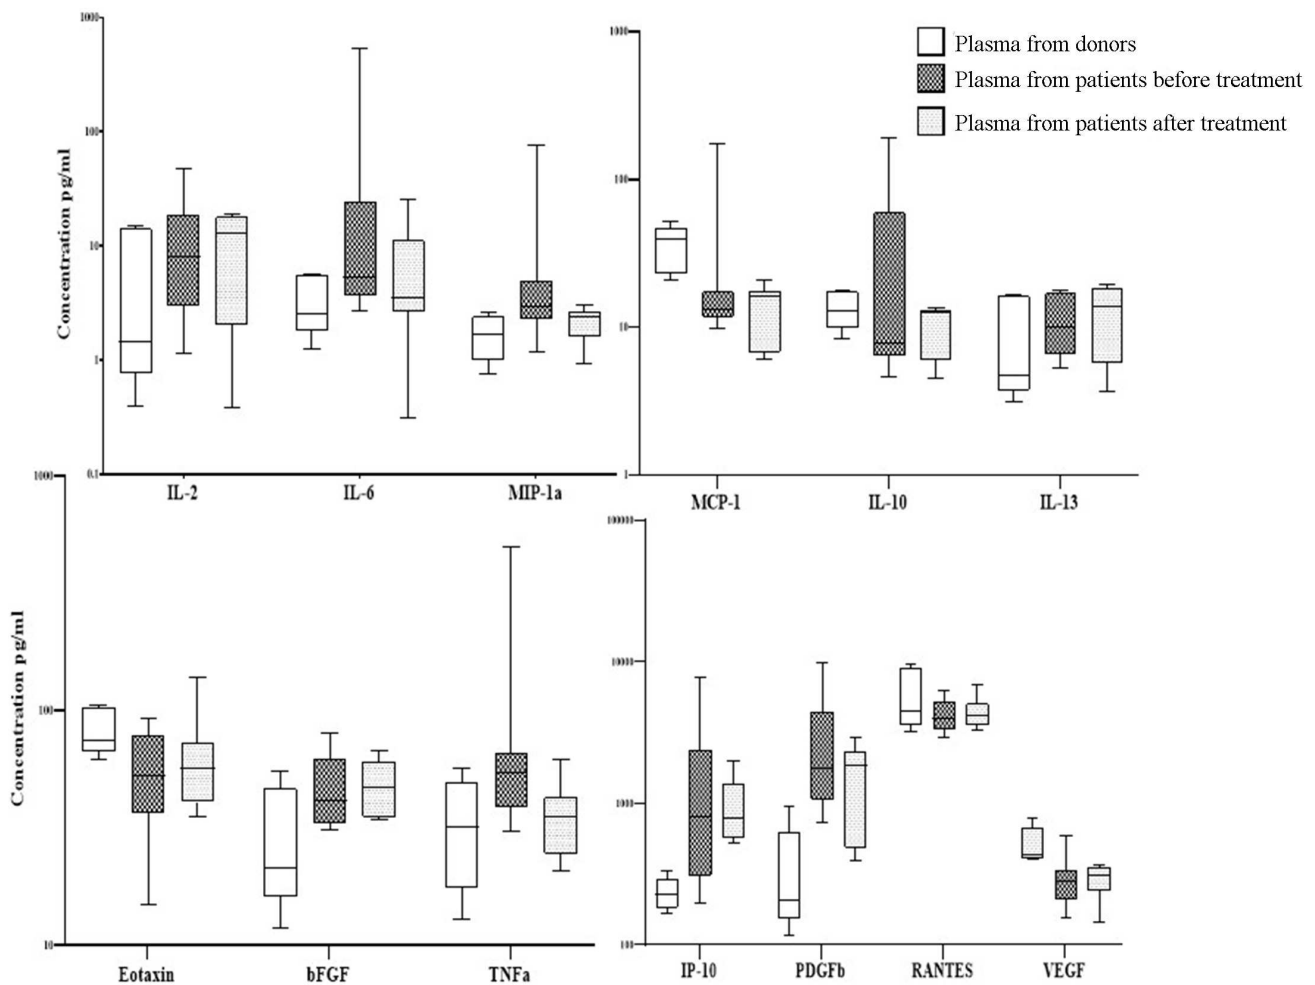 1000
100
10
1
0.1
Concentration pg/ml
IL-2 IL-6 MIP-1a
1000
100
10
1
MCP-1 IL-10 IL-13
Plasma from donors
Plasma from patients before treatment
Plasma from patients after treatment
1000
100
10
Concentration pg/ml
Eotaxin bFGF TNFa
100000
10000
1000
100
IP-10 PDGFb RANTES VEGF